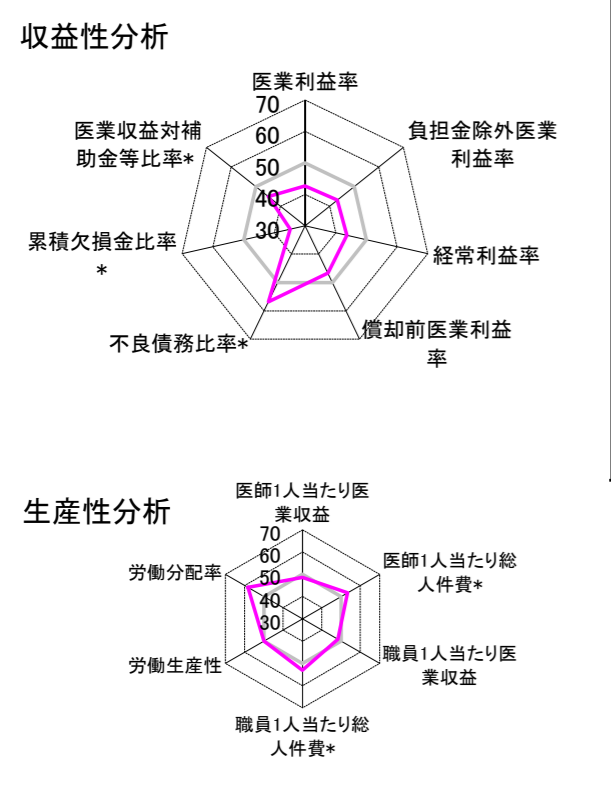 収益性分析
医業利益率
70
60
50
40
30
負担金除外医業
利益率
経常利益率
償却前医業利益
率
不良債務比率*
累積欠損金比率
*
医業収益対補
助金等比率*
生産性分析
医師1人当たり医
業収益
70
60
50
40
30
医師1人当たり総
人件費*
職員1人当たり医
業収益
職員1人当たり総
人件費*
労働生産性
労働分配率